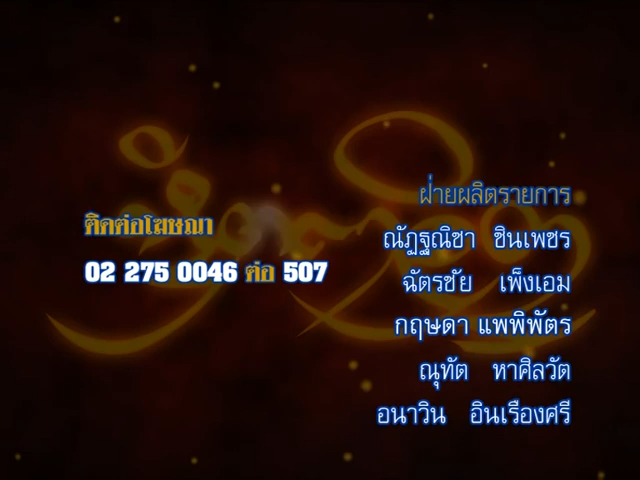 ติดต่อโฆษณา
02 275 0046 ต่อ 507
ฝ่ายผลิตรายการ
ณัฏฐณิชา ชินเพชร
ฉัตรชัย เพ็งเอม
กฤษดา แพพิพัตร
ณุทัต หาศิลวัต
อนาวิน อินเรืองศรี